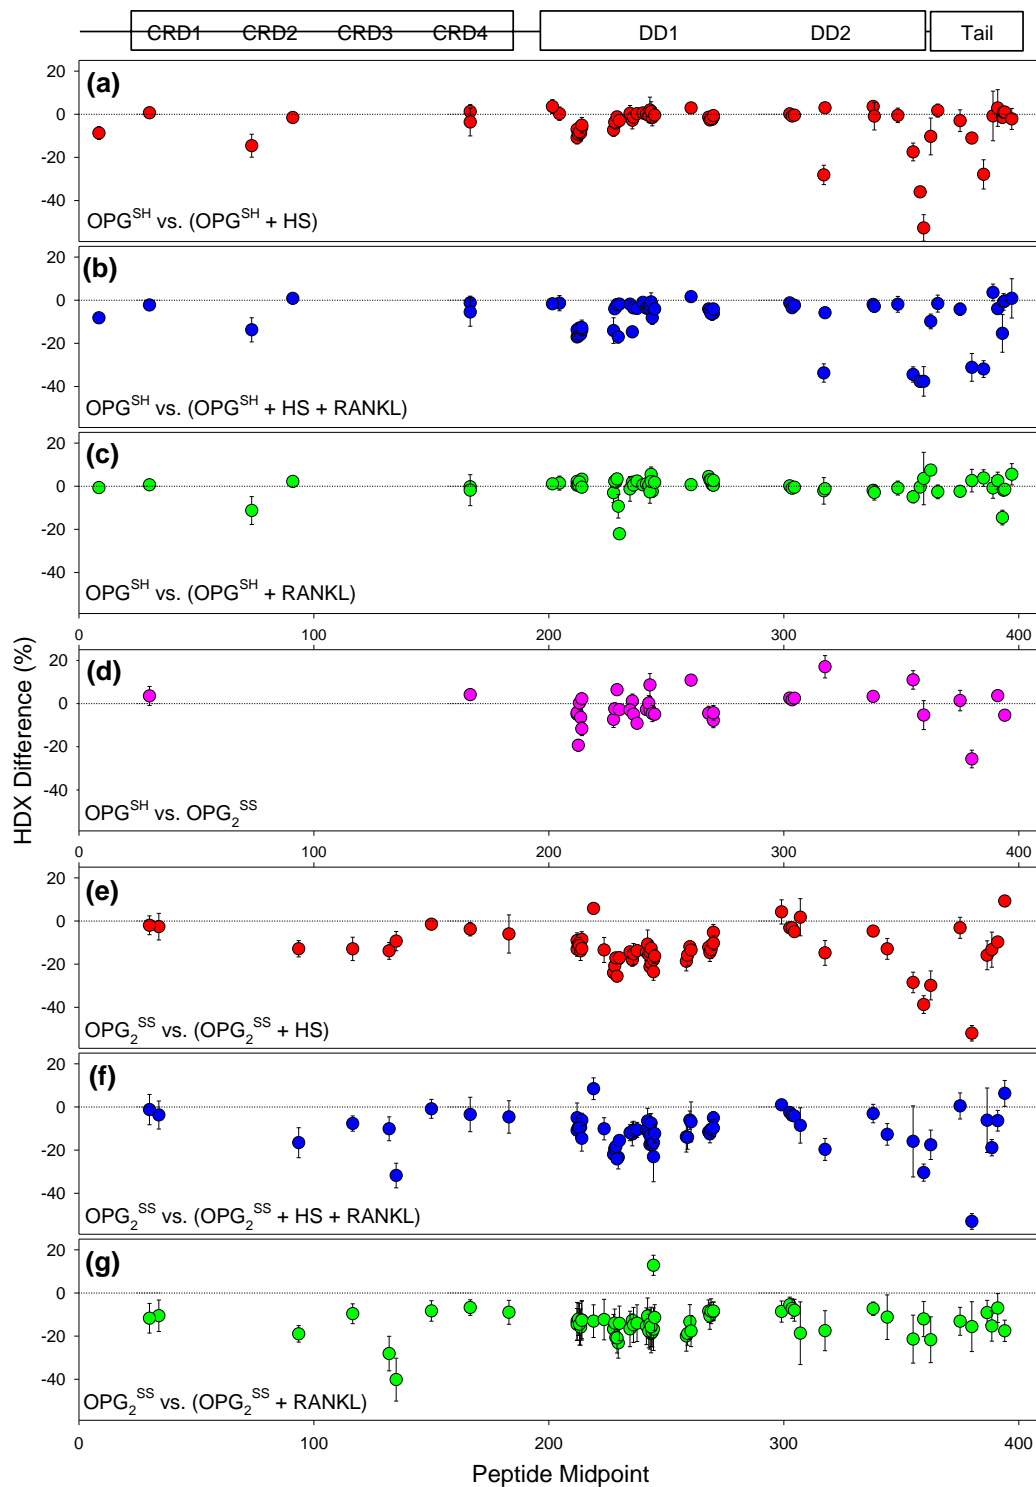 CRD1 CRD2 CRD3 CRD4 DD1 DD2 Tail
(a)
20
0
-20
-40
OPG^SH vs. (OPG^SH + HS)
(b)
20
0
-20
-40
OPG^SH vs. (OPG^SH + HS + RANKL)
(c)
20
0
-20
-40
OPG^SH vs. (OPG^SH + RANKL)
0 100 200 300 400
HDX Difference (%)
(d)
20
0
-20
-40
OPG^SH vs. OPG_2^SS
0 100 200 300 400
(e)
20
0
-20
-40
OPG_2^SS vs. (OPG_2^SS + HS)
(f)
20
0
-20
-40
OPG_2^SS vs. (OPG_2^SS + HS + RANKL)
(g)
20
0
-20
-40
OPG_2^SS vs. (OPG_2^SS + RANKL)
0 100 200 300 400
Peptide Midpoint